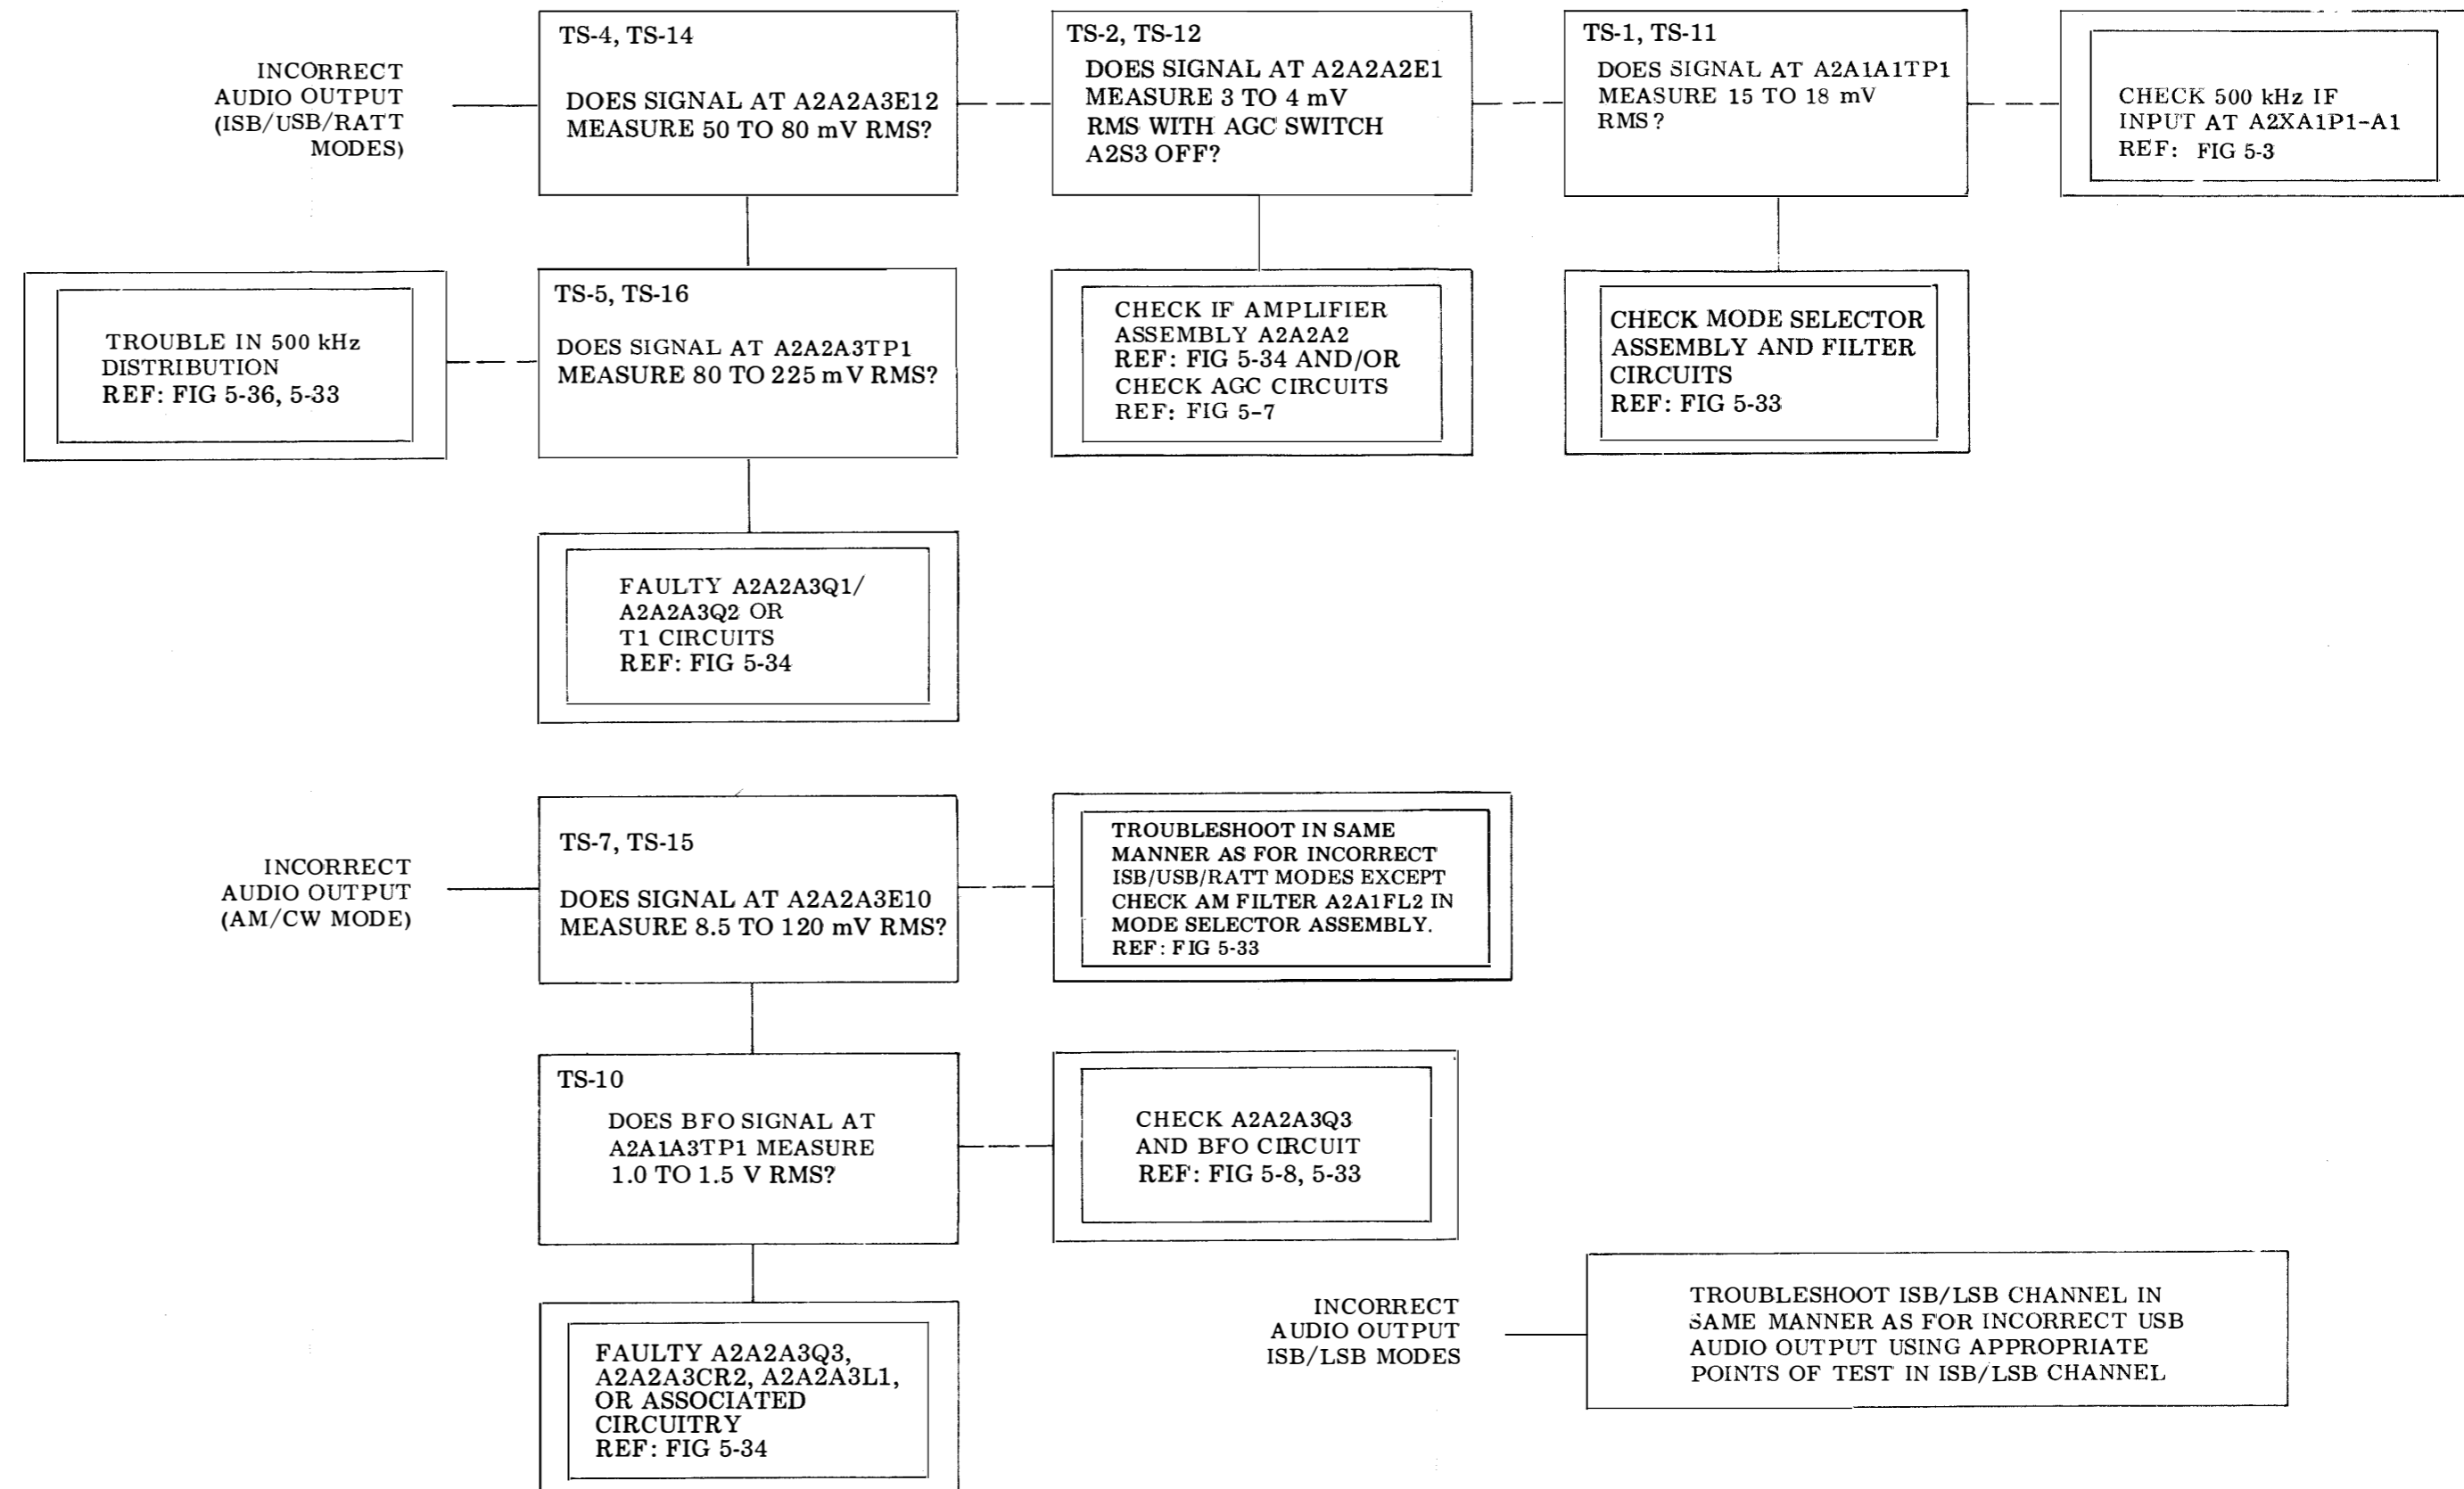 INCORRECT
AUDIO OUTPUT
(ISB/USB/RATT
MODES)
TS-4, TS-14
DOES SIGNAL AT A2A2A3E12
MEASURE 50 TO 80 mV RMS?
TS-2, TS-12
DOES SIGNAL AT A2A2A2E1
MEASURE 3 TO 4 mV
RMS WITH AGC SWITCH
A2S3 OFF?
TS-1, TS-11
DOES SIGNAL AT A2A1A1TP1
MEASURE 15 TO 18 mV
RMS?
CHECK 500 kHz IF
INPUT AT A2XA1P1-A1
REF: FIG 5-3
TROUBLE IN 500 kHz
DISTRIBUTION
REF: FIG 5-36, 5-33
TS-5, TS-16
DOES SIGNAL AT A2A2A3TP1
MEASURE 80 TO 225 mV RMS?
CHECK IF AMPLIFIER
ASSEMBLY A2A2A2
REF: FIG 5-34 AND/OR
CHECK AGC CIRCUITS
REF: FIG 5-7
CHECK MODE SELECTOR
ASSEMBLY AND FILTER
CIRCUITS
REF: FIG 5-33
FAULTY A2A2A3Q1/
A2A2A3Q2 OR
T1 CIRCUITS
REF: FIG 5-34
INCORRECT
AUDIO OUTPUT
(AM/CW MODE)
TS-7, TS-15
DOES SIGNAL AT A2A2A3E10
MEASURE 8.5 TO 120 mV RMS?
TROUBLESHOOT IN SAME
MANNER AS FOR INCORRECT
ISB/USB/RATT MODES EXCEPT
CHECK AM FILTER A2A1FL2 IN
MODE SELECTOR ASSEMBLY.
REF: FIG 5-33
TS-10
DOES BFO SIGNAL AT
A2A1A3TP1 MEASURE
1.0 TO 1.5 V RMS?
CHECK A2A2A3Q3
AND BFO CIRCUIT
REF: FIG 5-8, 5-33
FAULTY A2A2A3Q3,
A2A2A3CR2, A2A2A3L1,
OR ASSOCIATED
CIRCUITRY
REF: FIG 5-34
INCORRECT
AUDIO OUTPUT
ISB/LSB MODES
TROUBLESHOOT ISB/LSB CHANNEL IN
SAME MANNER AS FOR INCORRECT USB
AUDIO OUTPUT USING APPROPRIATE
POINTS OF TEST IN ISB/LSB CHANNEL